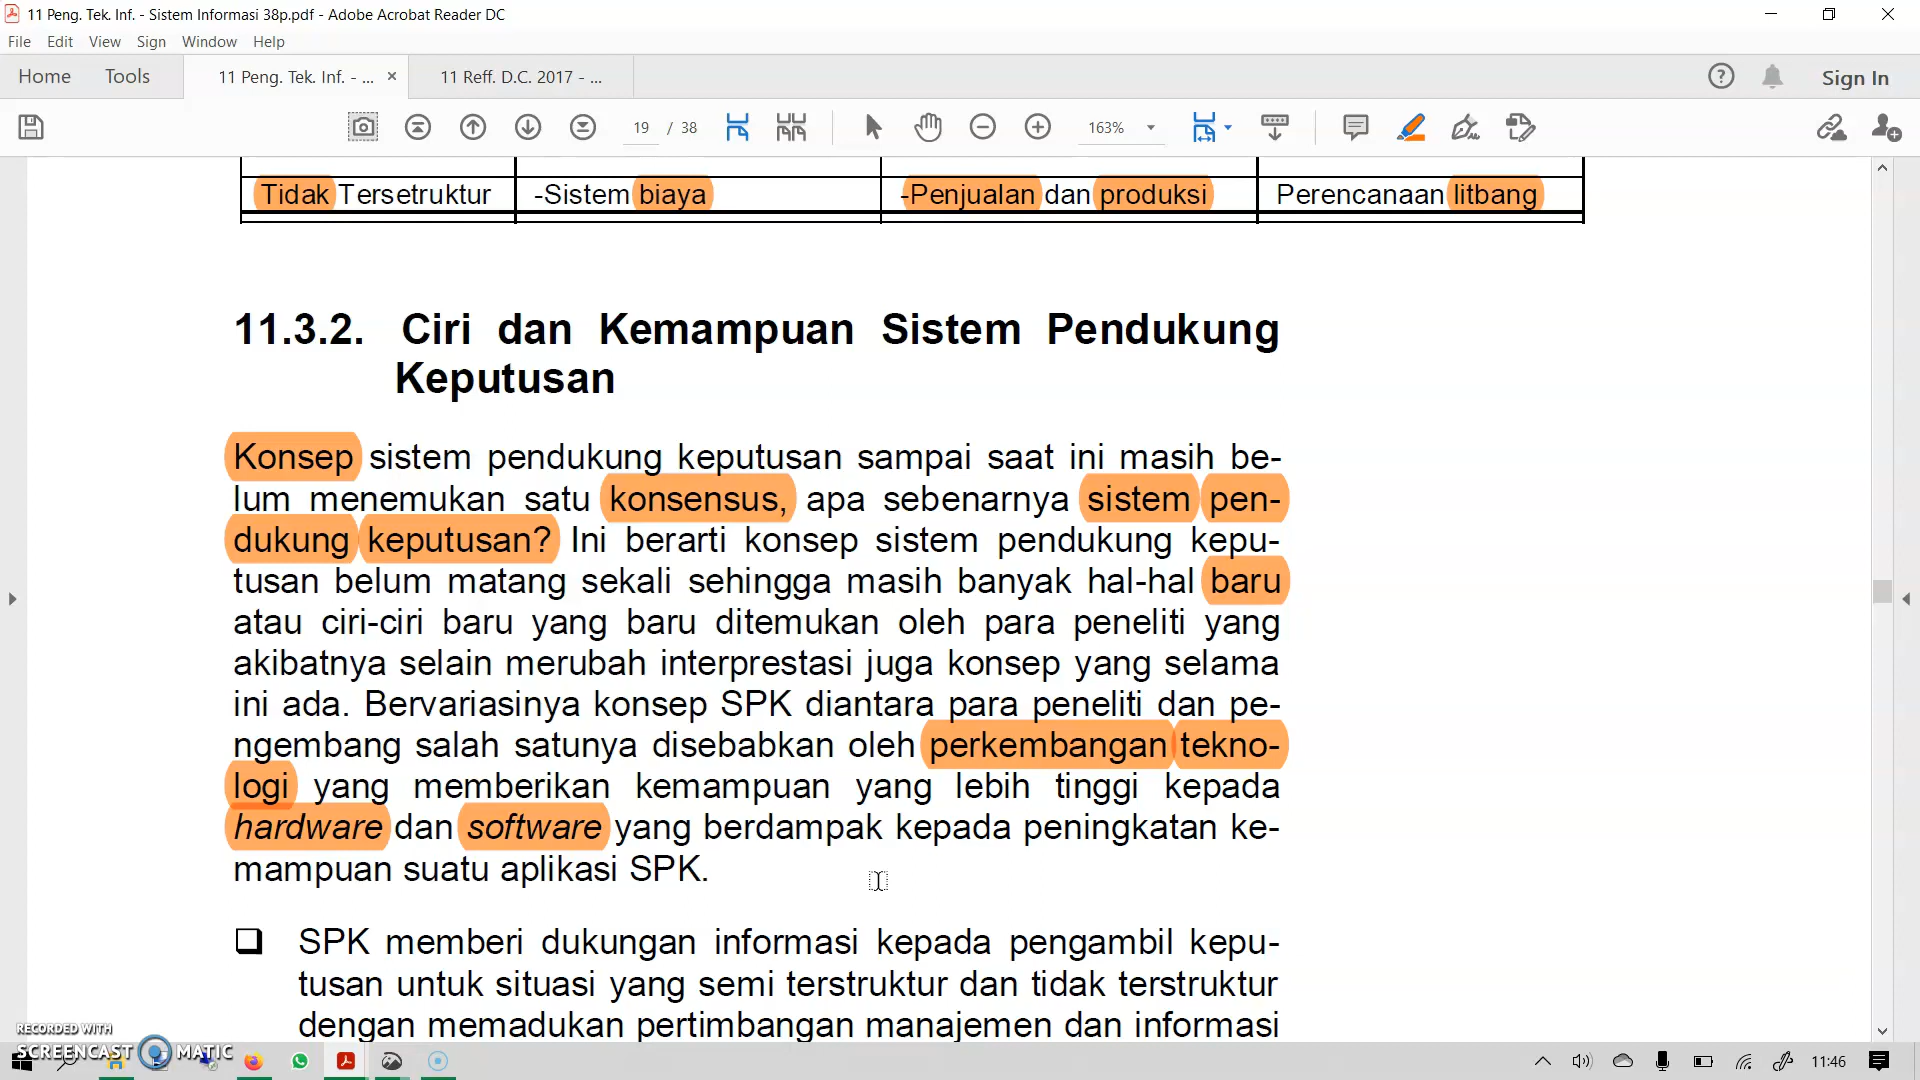 11 Peng. Tek. Inf. - Sistem Informasi 38p.pdf - Adobe Acrobat Reader DC
File Edit View Sign Window Help
Home Tools 11 Peng. Tek. Inf. - ... 11 Reff. D.C. 2017 - ... Sign In
19 / 38 163%
Tidak Tersetruktur -Sistem biaya -Penjualan dan produksi Perencanaan litbang
11.3.2. Ciri dan Kemampuan Sistem Pendukung
Keputusan
Konsep sistem pendukung keputusan sampai saat ini masih be-
lum menemukan satu konsensus, apa sebenarnya sistem pen-
dukung keputusan? Ini berarti konsep sistem pendukung kepu-
tusan belum matang sekali sehingga masih banyak hal-hal baru
atau ciri-ciri baru yang baru ditemukan oleh para peneliti yang
akibatnya selain merubah interprestasi juga konsep yang selama
ini ada. Bervariasinya konsep SPK diantara para peneliti dan pe-
ngembang salah satunya disebabkan oleh perkembangan tekno-
logi yang memberikan kemampuan yang lebih tinggi kepada
hardware dan software yang berdampak kepada peningkatan ke-
mampuan suatu aplikasi SPK.
SPK memberi dukungan informasi kepada pengambil kepu-
tusan untuk situasi yang semi terstruktur dan tidak terstruktur
dengan memadukan pertimbangan manajemen dan informasi
RECORDED WITH
SCREENCAST MATIC
11:46